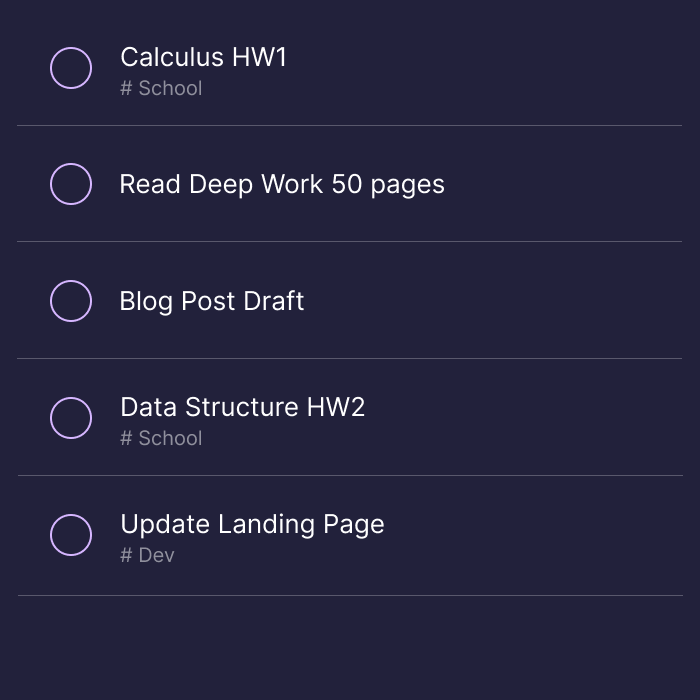 Calculus HW1
# School
Read Deep Work 50 pages
Blog Post Draft
Data Structure HW2
# School
Update Landing Page
# Dev